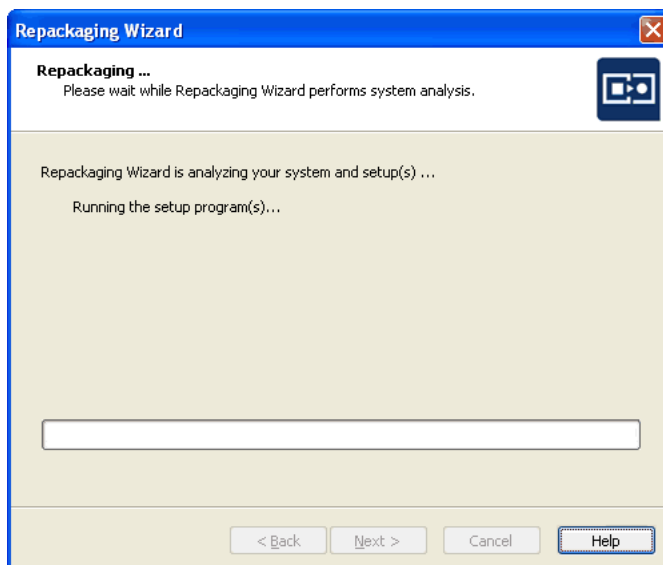 Repackaging Wizard
Repackaging ...
Please wait while Repackaging Wizard performs system analysis.
Repackaging Wizard is analyzing your system and setup(s) ...
Running the setup program(s)...
< Back
Next >
Cancel
Help